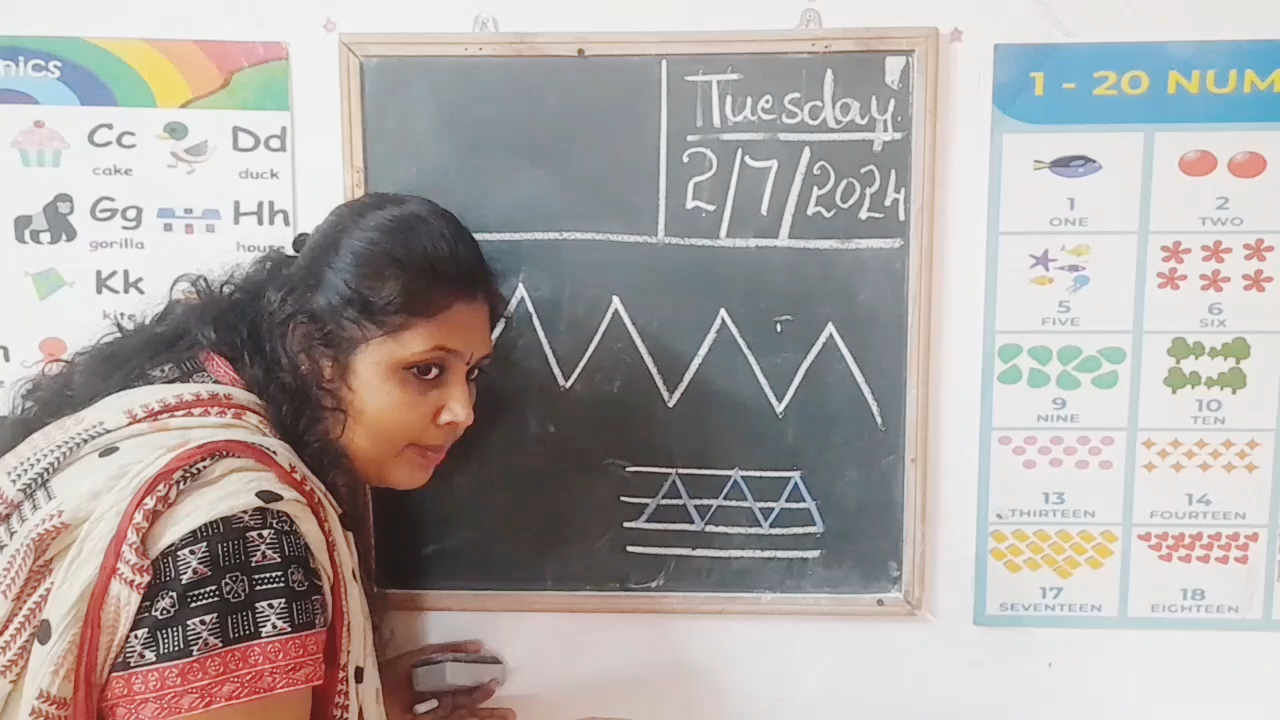 nics
Cc
cake
Dd
duck
Gg
gorilla
Hh
house
Kk
kite
Tuesday
2/7/2024
1 - 20 NUM
1
ONE
2
TWO
5
FIVE
6
SIX
9
NINE
10
TEN
13
THIRTEEN
14
FOURTEEN
17
SEVENTEEN
18
EIGHTEEN